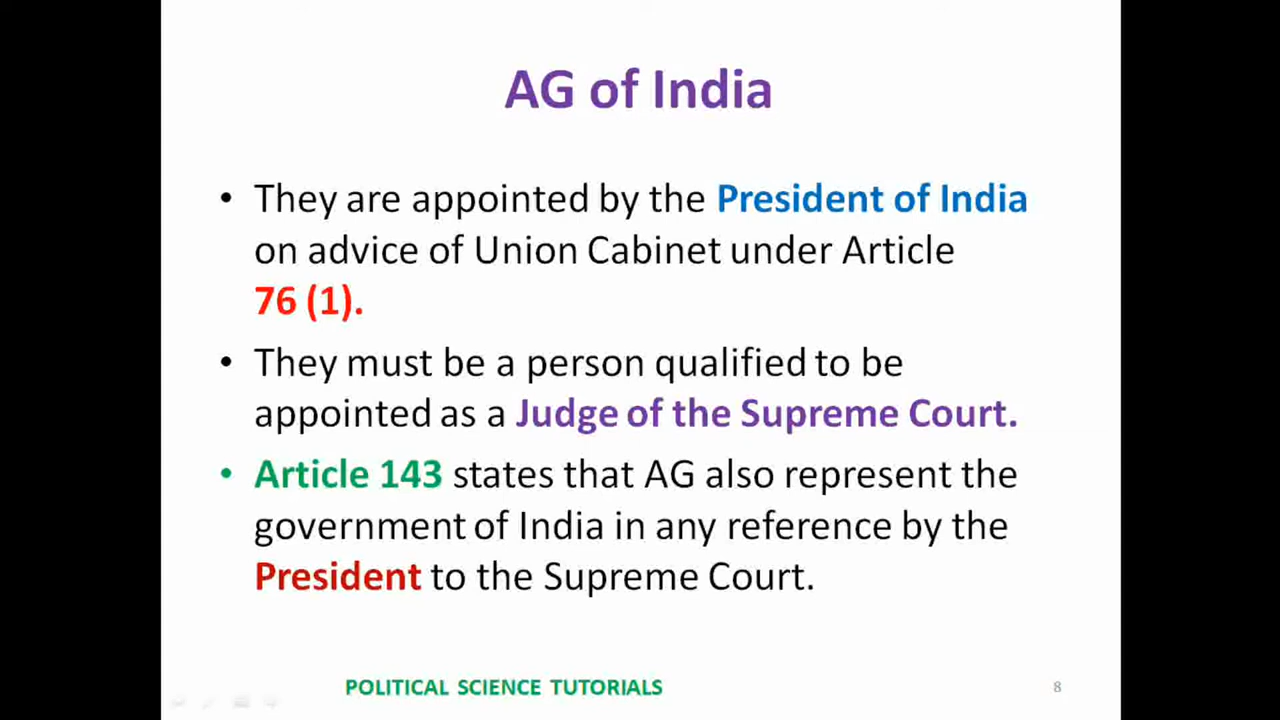 AG of India
• They are appointed by the President of India
on advice of Union Cabinet under Article
76 (1).
• They must be a person qualified to be
appointed as a Judge of the Supreme Court.
• Article 143 states that AG also represent the
government of India in any reference by the
President to the Supreme Court.
POLITICAL SCIENCE TUTORIALS
8